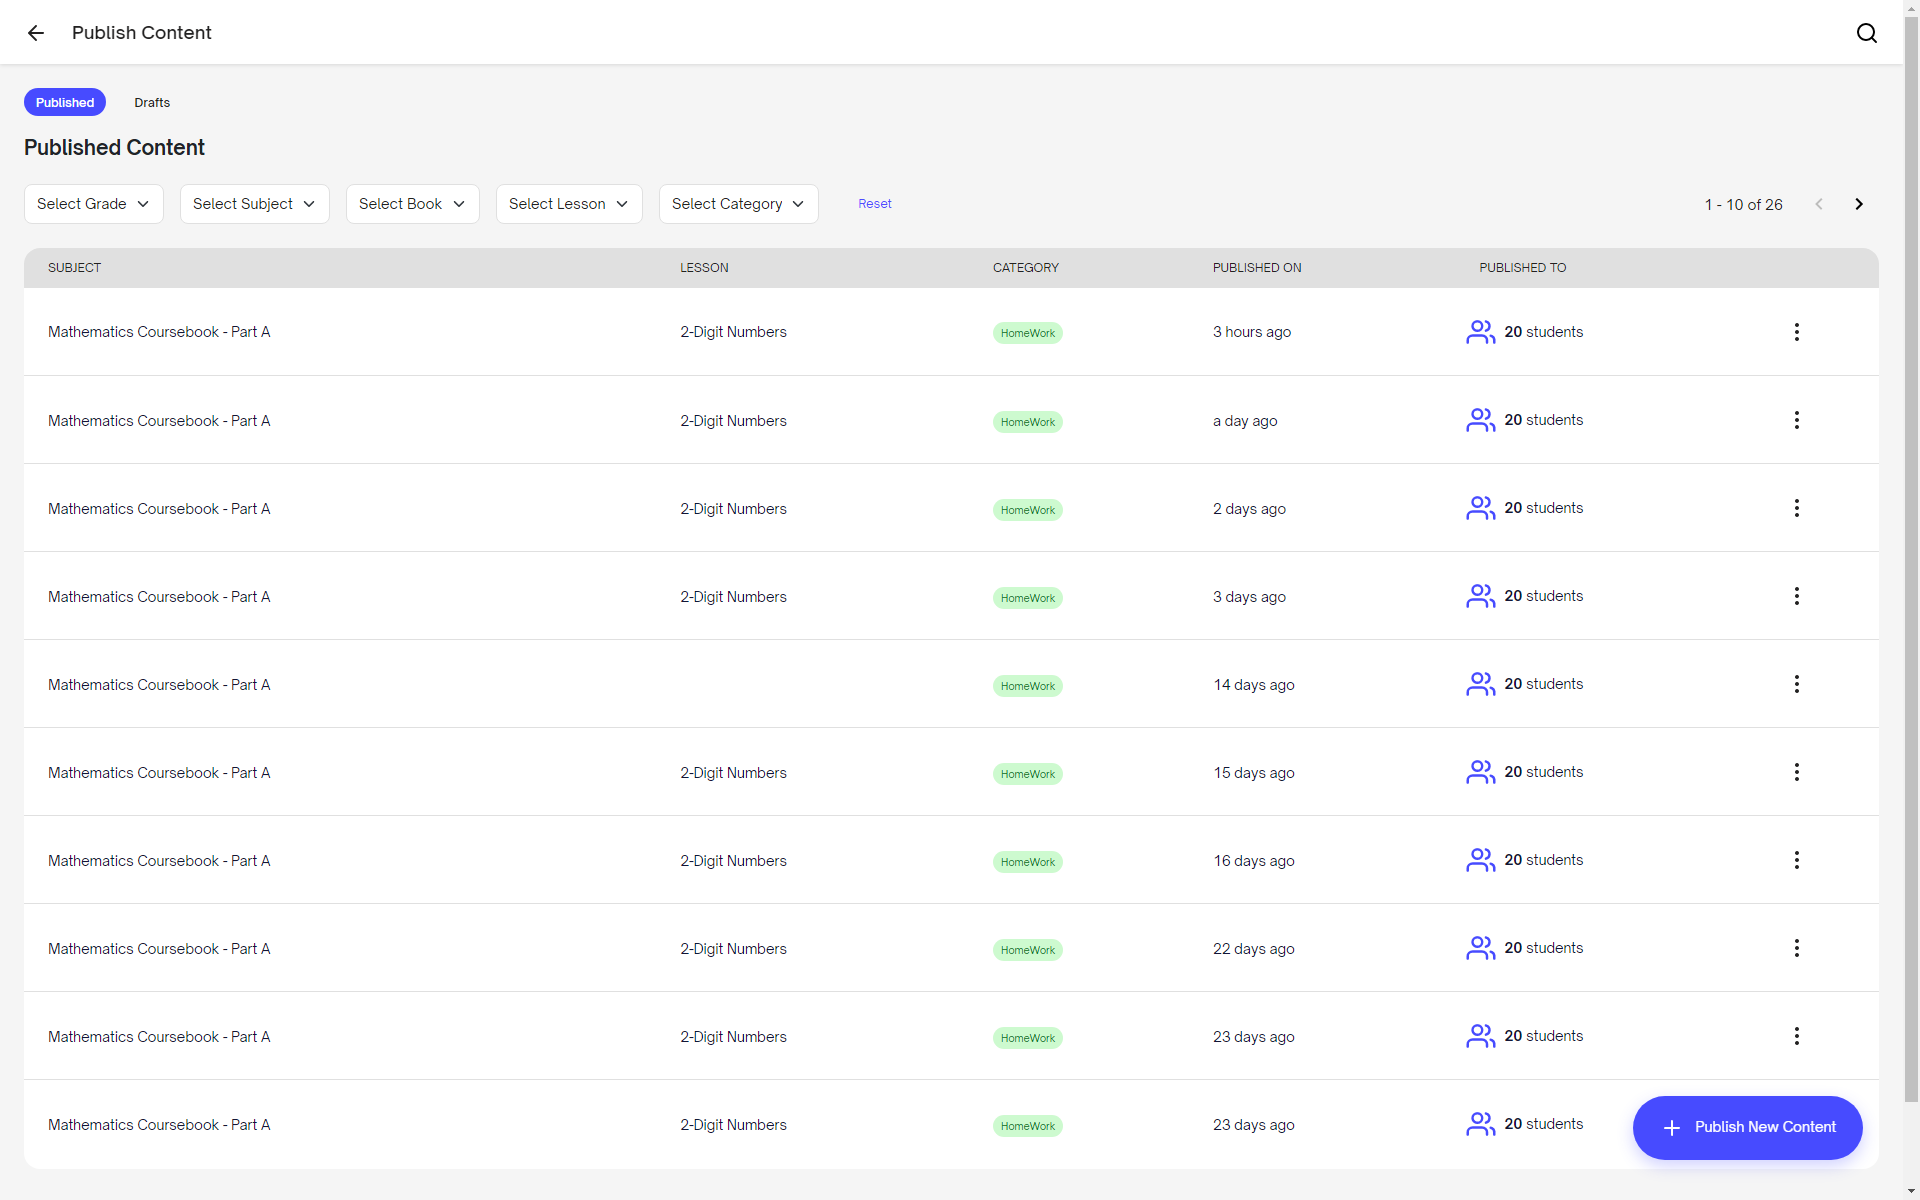 Publish Content
Published Drafts
Published Content
Select Grade Select Subject Select Book Select Lesson Select Category Reset 1 - 10 of 26
SUBJECT LESSON CATEGORY PUBLISHED ON PUBLISHED TO
Mathematics Coursebook - Part A 2-Digit Numbers HomeWork 3 hours ago 20 students
Mathematics Coursebook - Part A 2-Digit Numbers HomeWork a day ago 20 students
Mathematics Coursebook - Part A 2-Digit Numbers HomeWork 2 days ago 20 students
Mathematics Coursebook - Part A 2-Digit Numbers HomeWork 3 days ago 20 students
Mathematics Coursebook - Part A HomeWork 14 days ago 20 students
Mathematics Coursebook - Part A 2-Digit Numbers HomeWork 15 days ago 20 students
Mathematics Coursebook - Part A 2-Digit Numbers HomeWork 16 days ago 20 students
Mathematics Coursebook - Part A 2-Digit Numbers HomeWork 22 days ago 20 students
Mathematics Coursebook - Part A 2-Digit Numbers HomeWork 23 days ago 20 students
Mathematics Coursebook - Part A 2-Digit Numbers HomeWork 23 days ago 20 students
Publish New Content